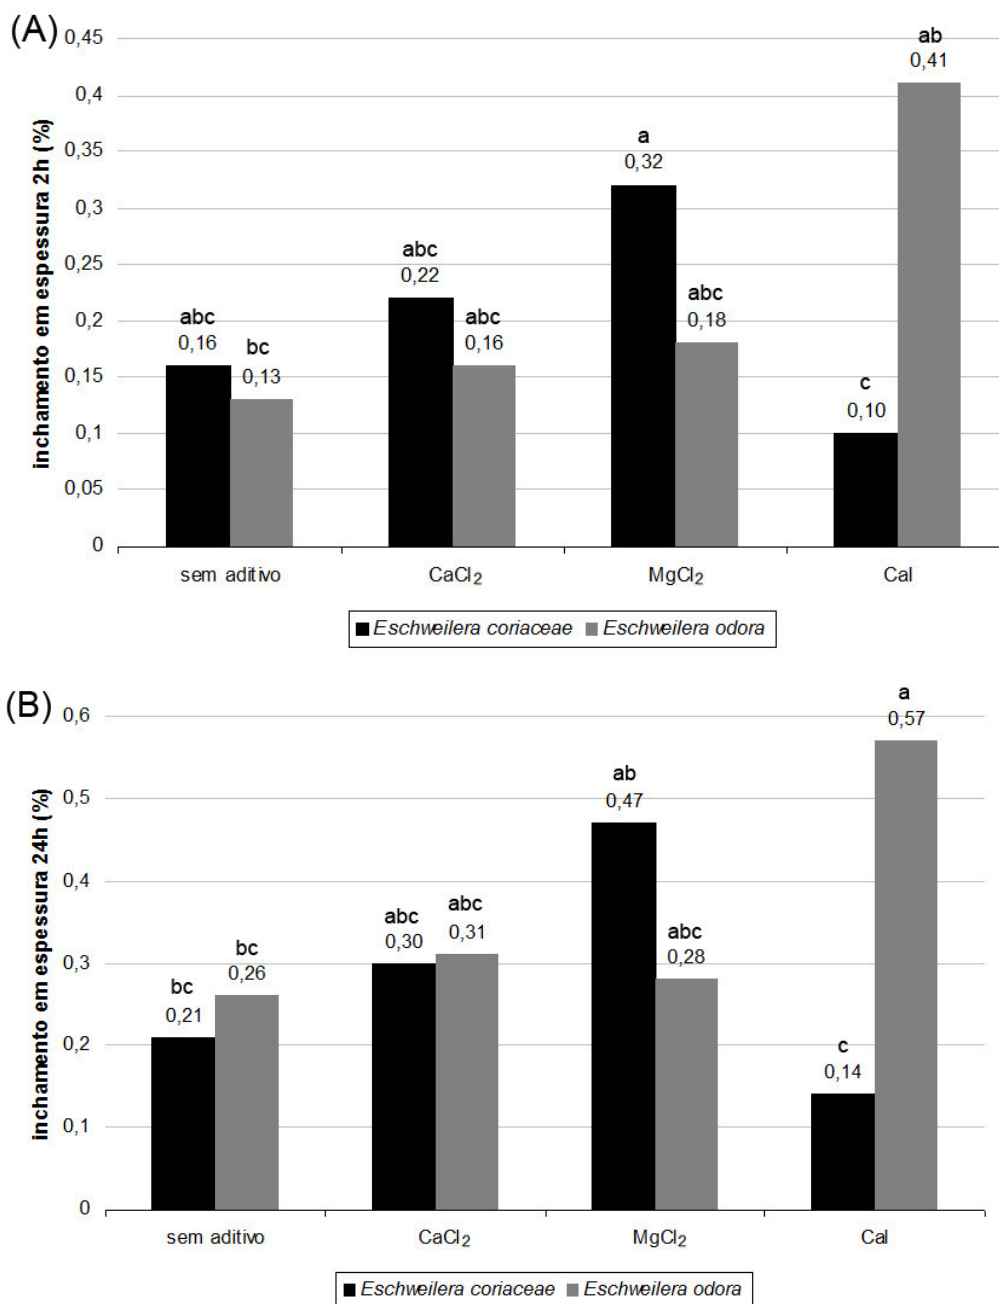 (A)
inchamento em espessura 2h (%)
0,45
0,4
0,35
0,3
0,25
0,2
0,15
0,1
0,05
0
abc
0,16
bc
0,13
abc
0,22
abc
0,16
a
0,32
abc
0,18
c
0,10
ab
0,41
sem aditivo CaCl₂ MgCl₂ Cal
Eschweilera coriaceae Eschweilera odora
(B)
inchamento em espessura 24h (%)
0,6
0,5
0,4
0,3
0,2
0,1
0
bc
0,21
bc
0,26
abc
0,30
abc
0,31
ab
0,47
abc
0,28
c
0,14
a
0,57
sem aditivo CaCl₂ MgCl₂ Cal
Eschweilera coriaceae Eschweilera odora